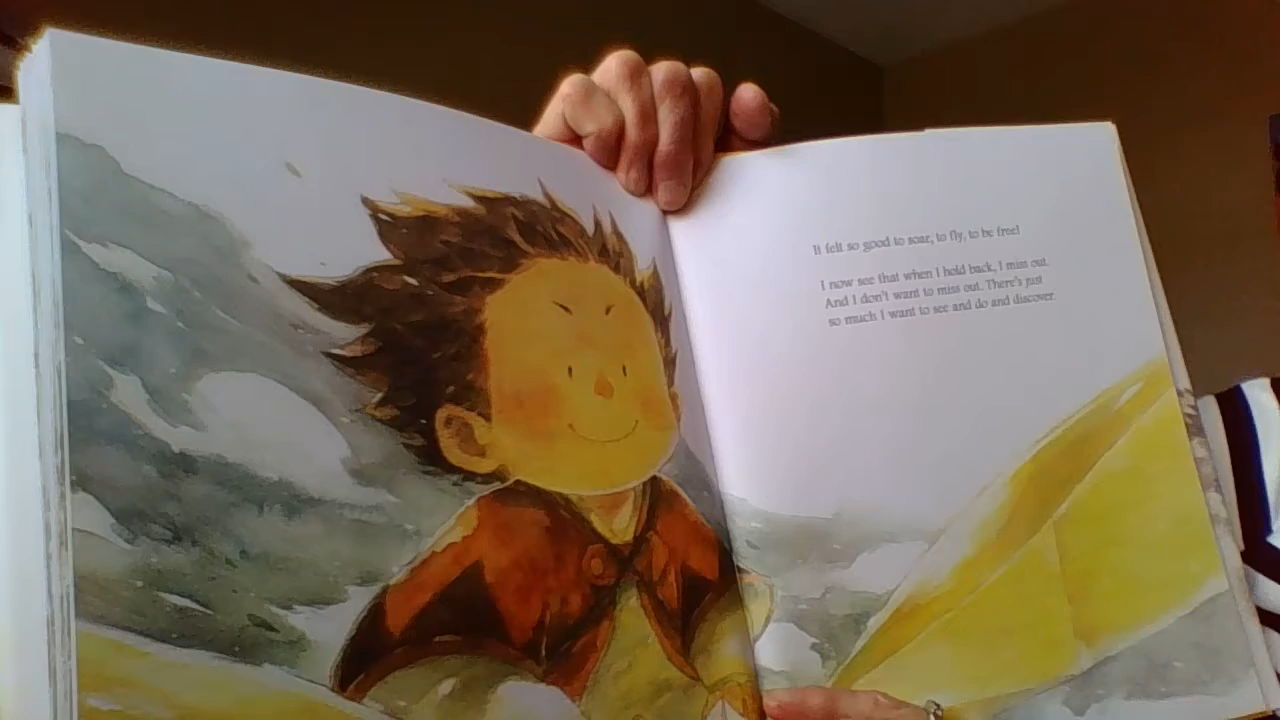 It felt so good to soar, to fly, to be free!
I now see that when I hold back, I miss out.
And I don't want to miss out. There's just
so much I want to see and do and discover.